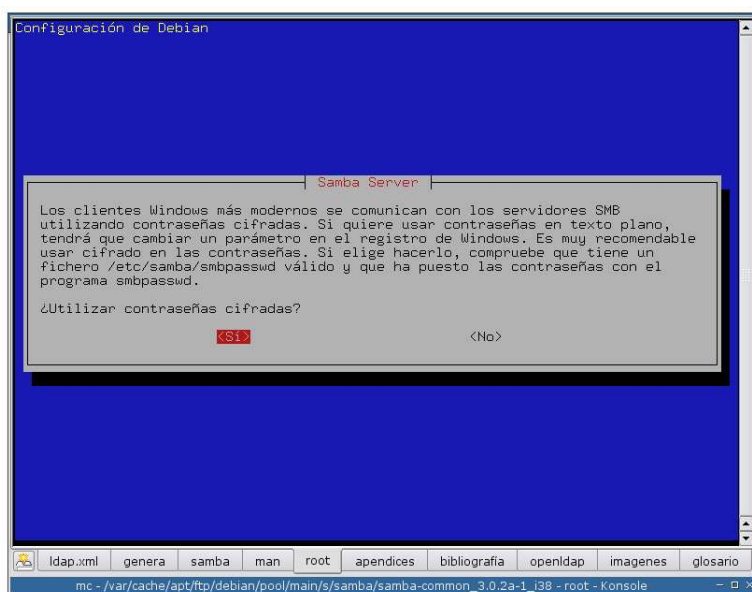 Configuración de Debian
Samba Server
Los clientes Windows más modernos se comunican con los servidores SMB
utilizando contraseñas cifradas. Si quiere usar contraseñas en texto plano,
tendrá que cambiar un parámetro en el registro de Windows. Es muy recomendable
usar cifrado en las contraseñas. Si elige hacerlo, compruebe que tiene un
fichero /etc/samba/smbpasswd válido y que ha puesto las contraseñas con el
programa smbpasswd.
¿Utilizar contraseñas cifradas?
<Sí> <No>
ldap.xml genera samba man root apendices bibliografía openldap imagenes glosario
mc - /var/cache/apt/ftp/debian/pool/main/s/samba/samba-common_3.0.2a-1_i38 - root - Konsole